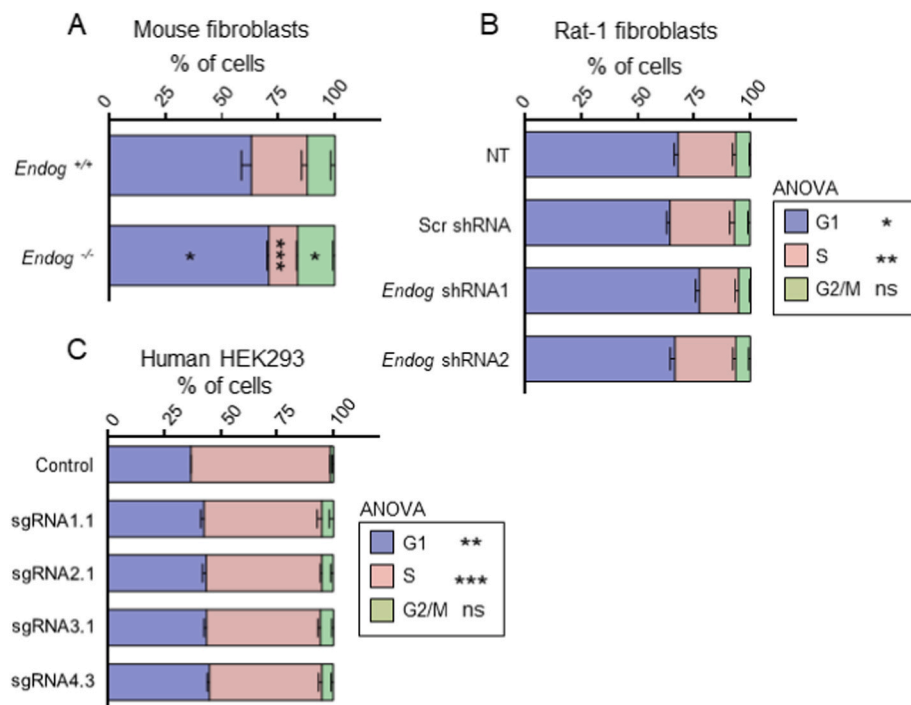 A
Mouse fibroblasts
% of cells
0 25 50 75 100
Endog +/+
Endog -/-
* *** *
B
Rat-1 fibroblasts
% of cells
0 25 50 75 100
NT
Scr shRNA
Endog shRNA1
Endog shRNA2
ANOVA
G1 *
S **
G2/M ns
C
Human HEK293
% of cells
0 25 50 75 100
Control
sgRNA1.1
sgRNA2.1
sgRNA3.1
sgRNA4.3
ANOVA
G1 **
S ***
G2/M ns